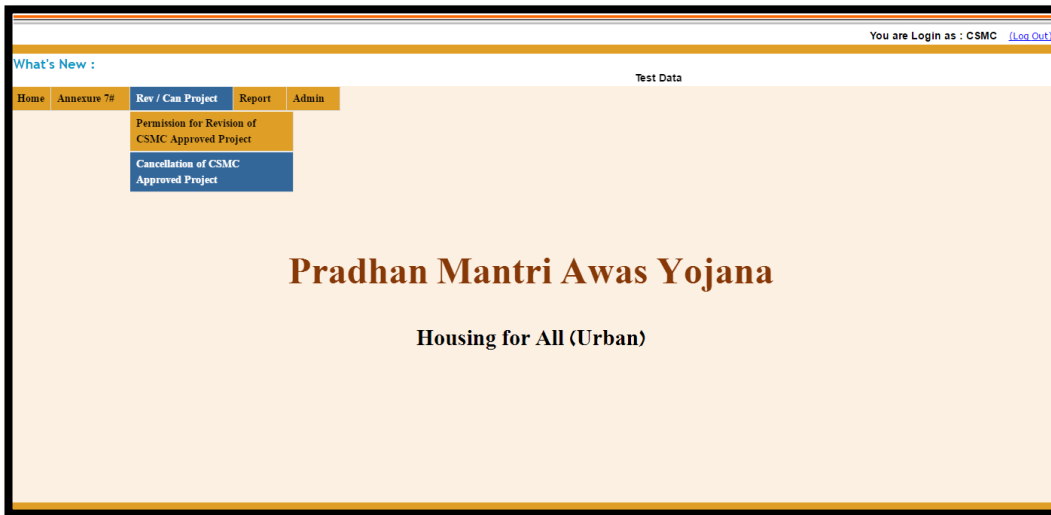 You are Login as : CSMC (Log Out)
What's New :
Test Data
Home Annexure 7# Rev / Can Project Report Admin
Permission for Revision of
CSMC Approved Project
Cancellation of CSMC
Approved Project
Pradhan Mantri Awas Yojana
Housing for All (Urban)